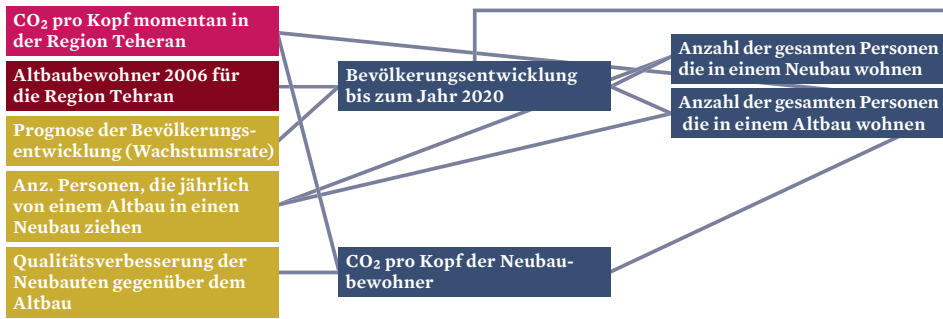 CO₂ pro Kopf momentan in
der Region Teheran
Altbaubewohner 2006 für
die Region Tehran
Prognose der Bevölkerungs-
entwicklung (Wachstumsrate)
Anz. Personen, die jährlich
von einem Altbau in einen
Neubau ziehen
Qualitätsverbesserung der
Neubauten gegenüber dem
Altbau
Bevölkerungsentwicklung
bis zum Jahr 2020
CO₂ pro Kopf der Neubau-
bewohner
Anzahl der gesamten Personen
die in einem Neubau wohnen
Anzahl der gesamten Personen
die in einem Altbau wohnen